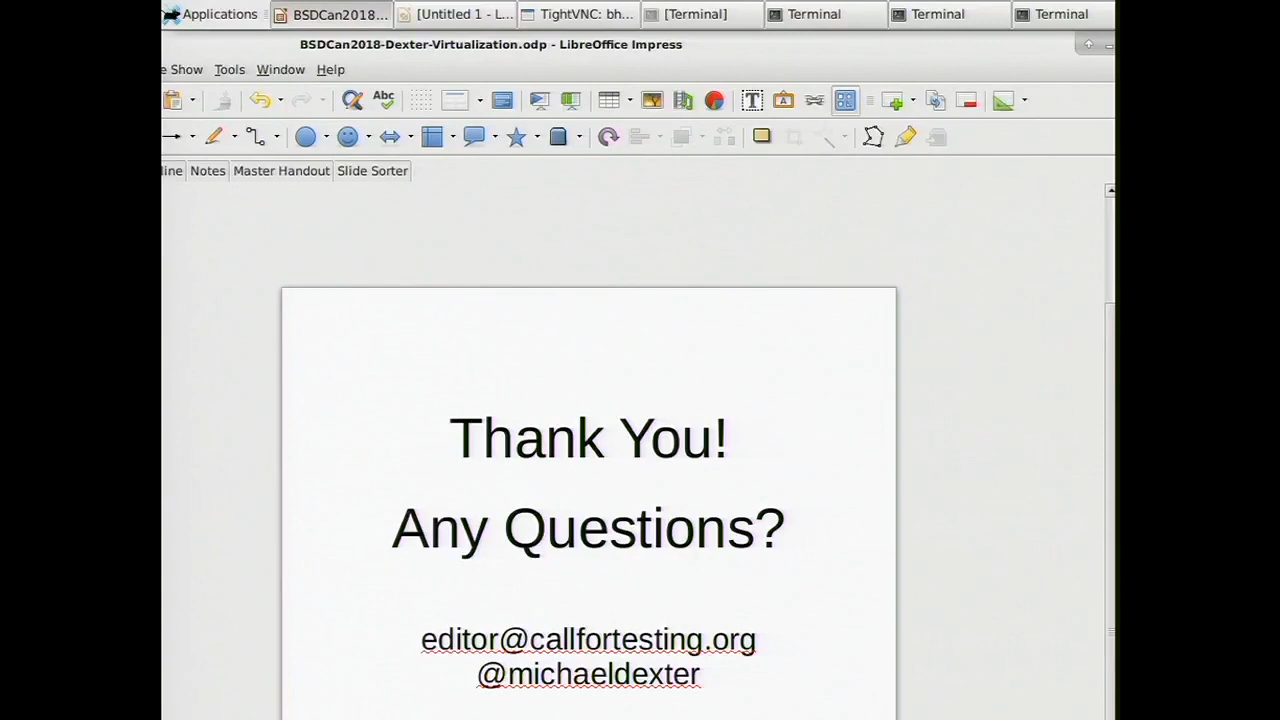 Applications
BSDCan2018...
[Untitled 1 - L...
TightVNC: bh...
[Terminal]
Terminal
Terminal
Terminal
BSDCan2018-Dexter-Virtualization.odp - LibreOffice Impress
e Show Tools Window Help
Abc
line Notes Master Handout Slide Sorter
Thank You!
Any Questions?
editor@callfortesting.org
@michaeldexter